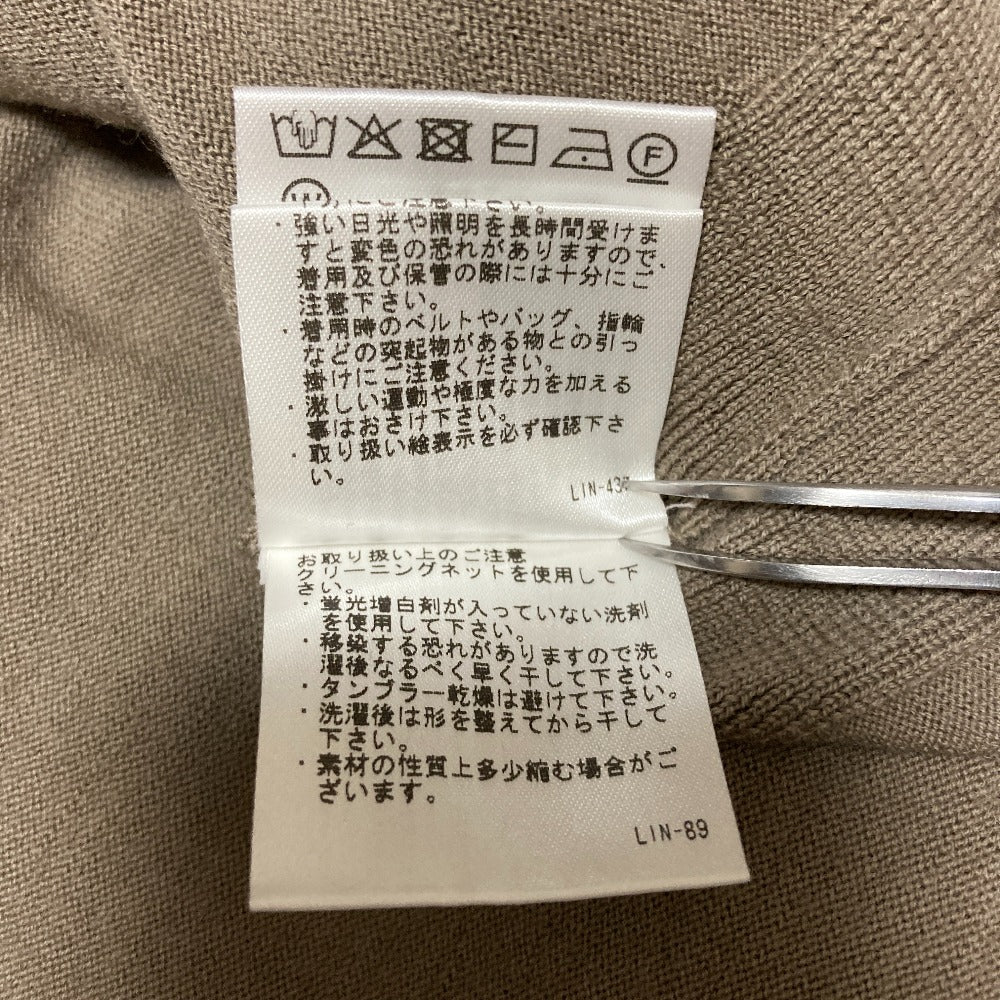 F
W
にご注意下さい。
・強い日光や照明を長時間受けま
すと変色の恐れがありますので、
着用及び保管の際には十分にご
注意下さい。
・着用時のベルトやバッグ、指輪
などの突起物がある物との引っ
掛けにご注意ください。
・激しい運動や極度な力を加える
事はおさけ下さい。
・取り扱い絵表示を必ず確認下さ
い。
LIN-437
お取り扱い上のご注意
クリーニングネットを使用して下
さい。
・蛍光増白剤が入っていない洗剤
を使用して下さい。
・移染する恐れがありますので洗
濯後なるべく早く干して下さい。
・タンブラー乾燥は避けて下さい。
・洗濯後は形を整えてから干して
下さい。
・素材の性質上多少縮む場合がご
ざいます。
LIN-89